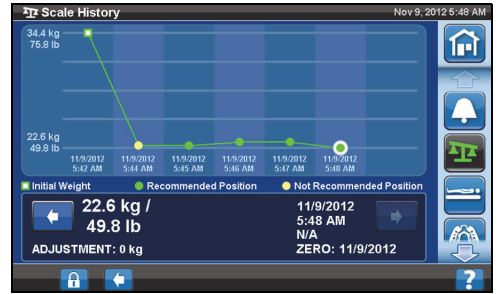 Scale History
Nov 9, 2012 5:48 AM
34.4 kg
75.8 lb
22.6 kg
49.8 lb
11/9/2012 11/9/2012 11/9/2012 11/9/2012 11/9/2012 11/9/2012
5:42 AM 5:44 AM 5:45 AM 5:46 AM 5:47 AM 5:48 AM
Initial Weight Recommended Position Not Recommended Position
22.6 kg /
49.8 lb
ADJUSTMENT: 0 kg
11/9/2012
5:48 AM
N/A
ZERO: 11/9/2012
?